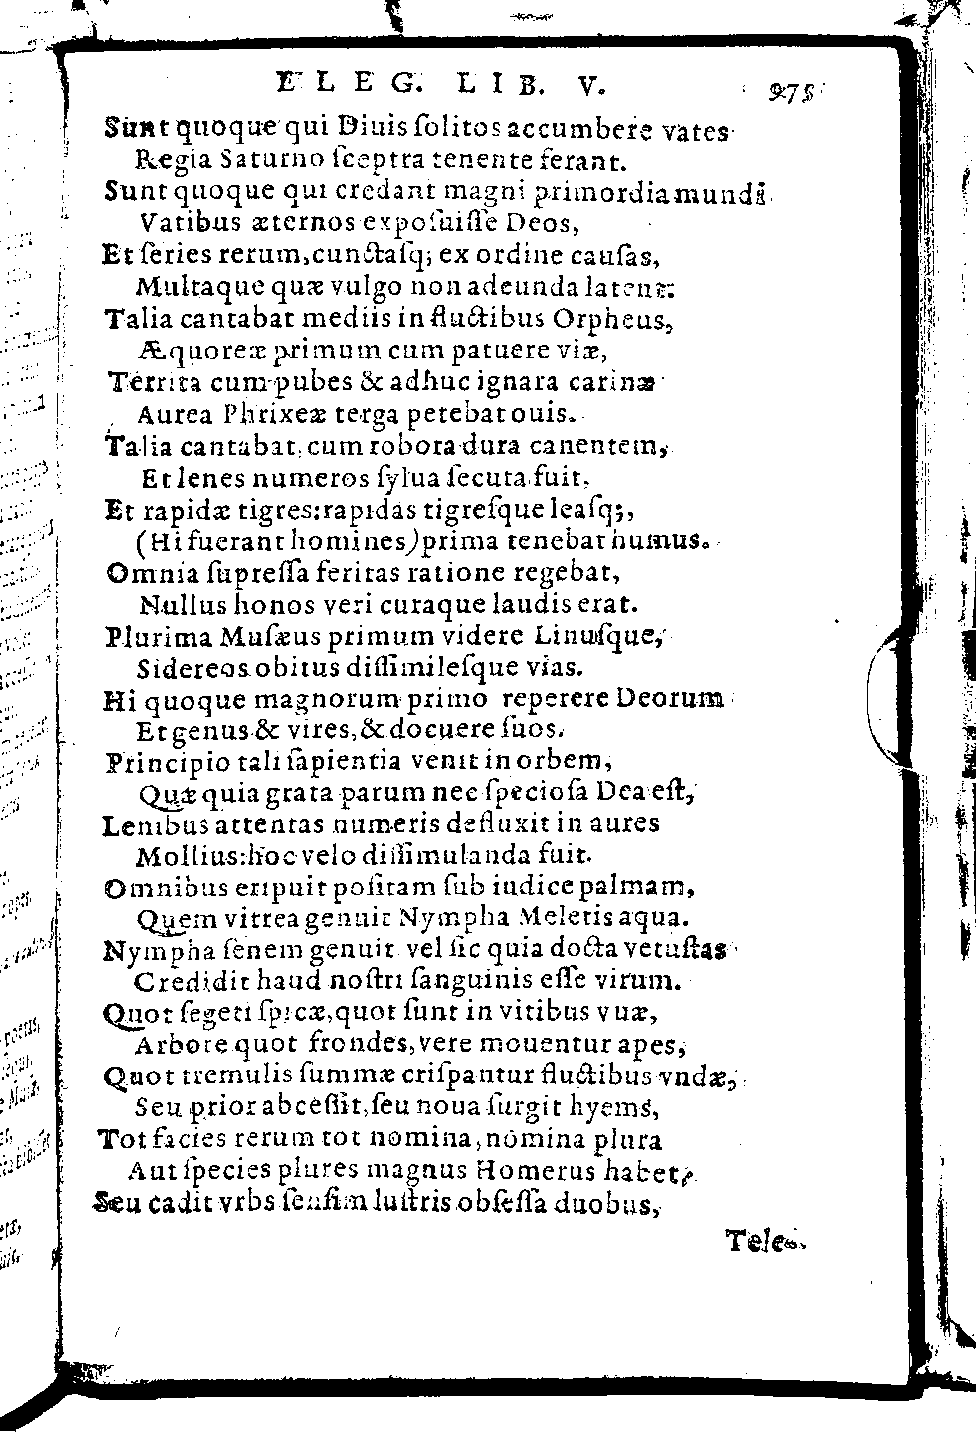 ELEG. LIB. V. 275
Sunt quoque qui Diuis ſolitos accumbere vates
Regia Saturno ſceptra tenente ferant.
Sunt quoque qui credant magni primordia mundi
Vatibus æternos expoſuiſſe Deos,
Et ſeries rerum, cunctaſq; ex ordine cauſas,
Multaque quæ vulgo non adeunda latent:
Talia cantabat mediis in fluctibus Orpheus,
Æquoreæ primum cum patuere viæ,
Territa cum pubes & adhuc ignara carinæ
Aurea Phrixeæ terga petebat ouis.
Talia cantabat, cum robora dura canentem,
Et lenes numeros ſylua ſecuta fuit,
Et rapidæ tigres: rapidas tigreſque leaſq;,
(Hi fuerant homines) prima tenebat humus.
Omnia ſupreſſa feritas ratione regebat,
Nullus honos veri curaque laudis erat.
Plurima Muſæus primum videre Linuſque,
Sidereos obitus diſſimileſque vias.
Hi quoque magnorum primo reperere Deorum
Et genus & vires, & docuere ſuos.
Principio tali ſapientia venit in orbem,
Quæ quia grata parum nec ſpecioſa Dea eſt,
Lenibus attentas numeris defluxit in aures
Mollius: hoc velo diſſimulanda fuit.
Omnibus eripuit poſitam ſub iudice palmam,
Quem vitrea genuit Nympha Meletis aqua.
Nympha ſenem genuit vel ſic quia docta vetuſtas
Credidit haud noſtri ſanguinis eſſe virum.
Quot ſegeti ſpicæ, quot ſunt in vitibus vuæ,
Arbore quot frondes, vere mouentur apes,
Quot tremulis ſummæ criſpantur fluctibus vndæ,
Seu prior abceſſit, ſeu noua ſurgit hyems,
Tot facies rerum tot nomina, nomina plura
Aut ſpecies plures magnus Homerus habet,
Seu cadit vrbs ſenſim luſtris obſeſſa duobus,
Tele-